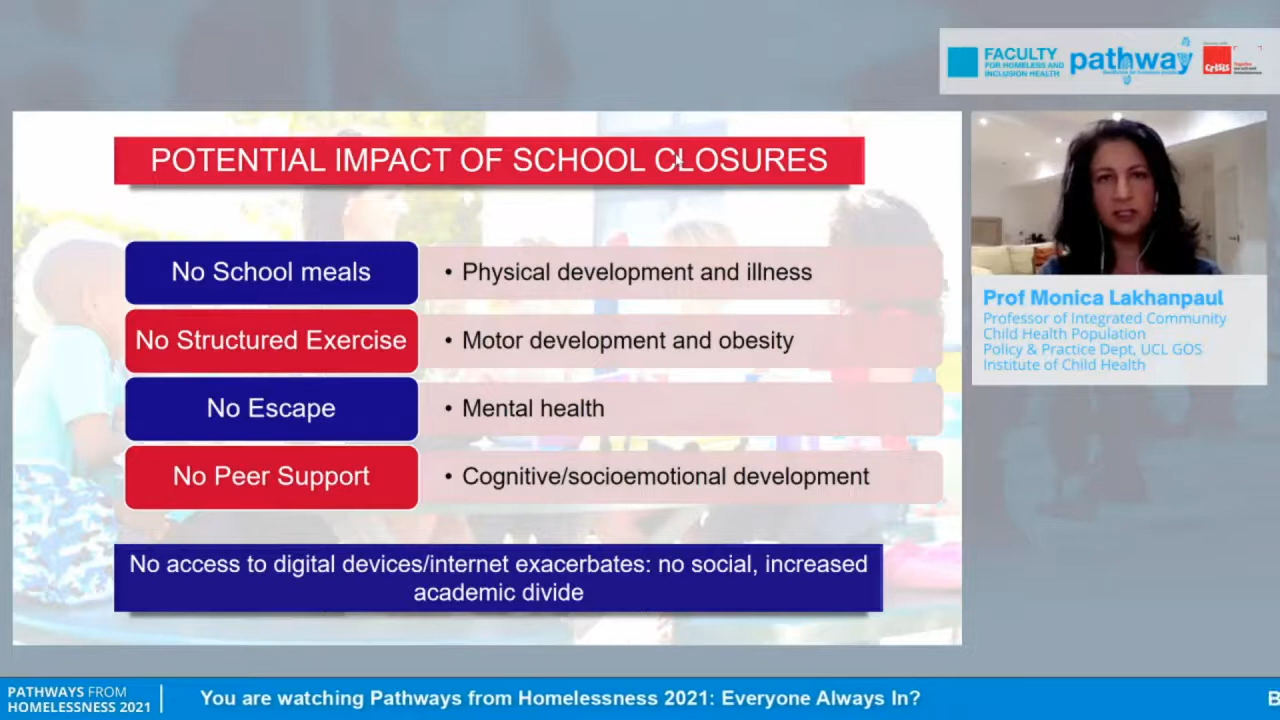 FACULTY
FOR HOMELESS AND
INCLUSION HEALTH
pathway
CRISIS
POTENTIAL IMPACT OF SCHOOL CLOSURES
No School meals
• Physical development and illness
No Structured Exercise
• Motor development and obesity
No Escape
• Mental health
No Peer Support
• Cognitive/socioemotional development
No access to digital devices/internet exacerbates: no social, increased
academic divide
Prof Monica Lakhanpaul
Professor of Integrated Community
Child Health Population
Policy & Practice Dept, UCL GOS
Institute of Child Health
PATHWAYS FROM
HOMELESSNESS 2021
You are watching Pathways from Homelessness 2021: Everyone Always In?